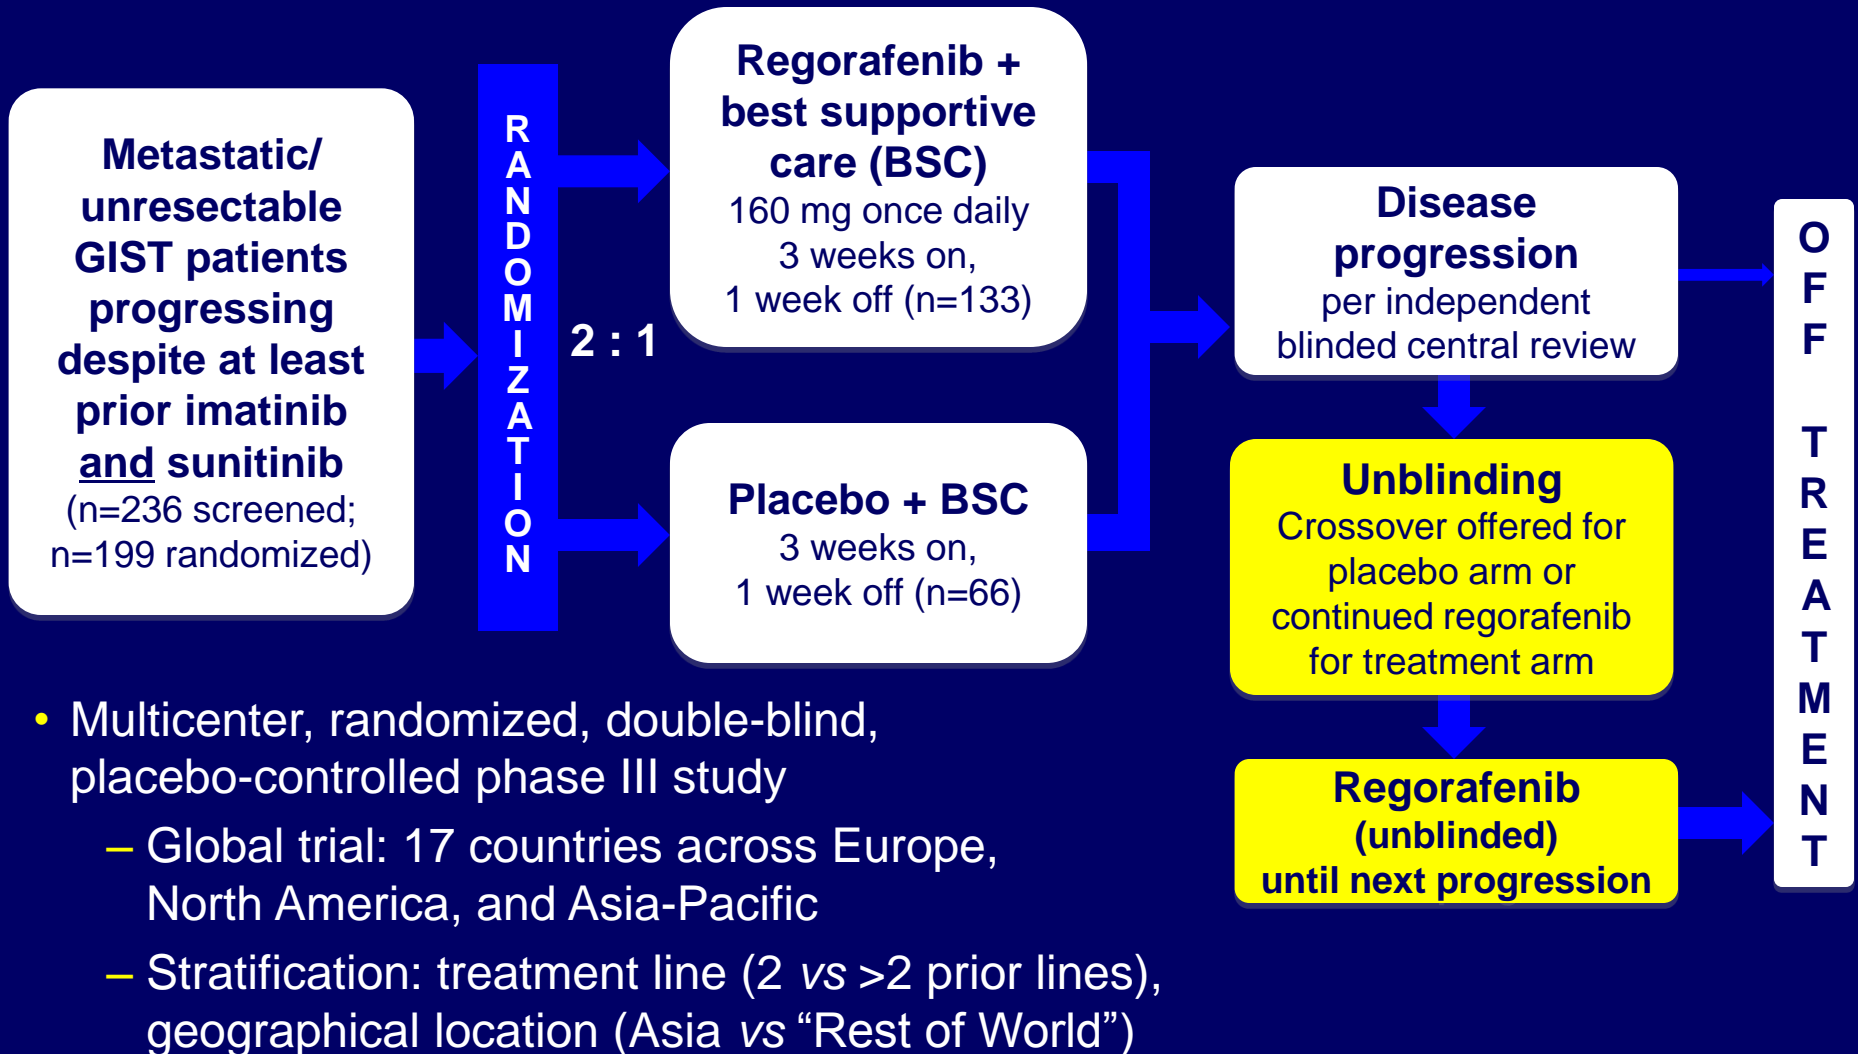 Metastatic/
unresectable
GIST patients
progressing
despite at least
prior imatinib
and sunitinib
(n=236 screened;
n=199 randomized)
RANDOMIZATION
2 : 1
Regorafenib +
best supportive
care (BSC)
160 mg once daily
3 weeks on,
1 week off (n=133)
Placebo + BSC
3 weeks on,
1 week off (n=66)
Disease
progression
per independent
blinded central review
Unblinding
Crossover offered for
placebo arm or
continued regorafenib
for treatment arm
Regorafenib
(unblinded)
until next progression
OFF TREATMENT
• Multicenter, randomized, double-blind,
placebo-controlled phase III study
– Global trial: 17 countries across Europe,
North America, and Asia-Pacific
– Stratification: treatment line (2 vs >2 prior lines),
geographical location (Asia vs “Rest of World”)